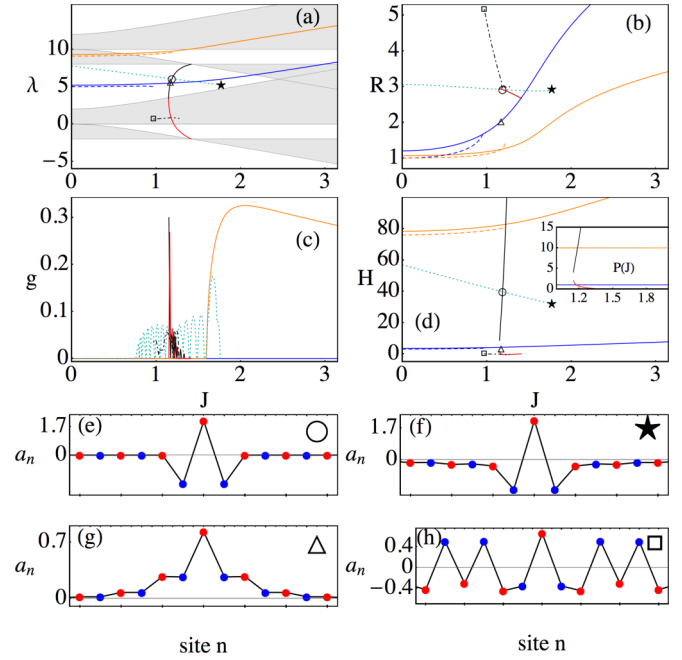 (a)
λ
10
5
0
−5
0
1
2
3
(b)
R
5
4
3
2
1
0
1
2
3
(c)
g
0.3
0.2
0.1
0
0
1
2
3
J
(d)
H
80
60
40
20
0
0
1
2
3
J
15
10
5
0
P(J)
1.2
1.5
1.8
(e)
1.7
0
a_n
(f)
1.7
0
a_n
(g)
0.7
0
a_n
(h)
0.4
0
−0.4
a_n
site n
site n